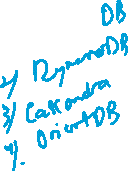 DB
2) DynamoDB
3) Cassandra
4. OrientDB